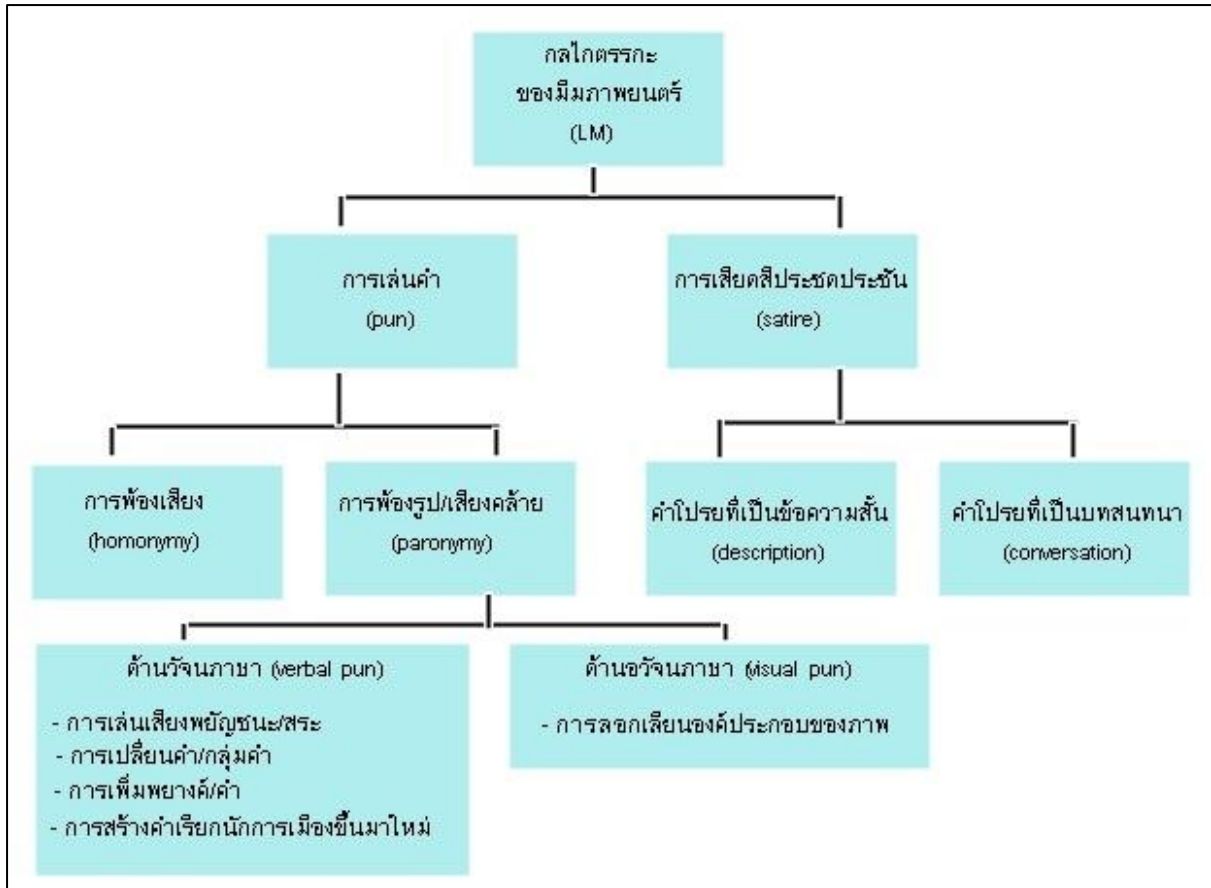 กลไกตรรกะ
ของมีมภาพยนตร์
(LM)
การเล่นคำ
(pun)
การเสียดสีประชดประชัน
(satire)
การพ้องเสียง
(homonymy)
การพ้องรูป/เสียงคล้าย
(paronymy)
คำโปรยที่เป็นข้อความสั้น
(description)
คำโปรยที่เป็นบทสนทนา
(conversation)
ด้านวัจนภาษา (verbal pun)
- การเล่นเสียงพยัญชนะ/สระ
- การเปลี่ยนคำ/กลุ่มคำ
- การเพิ่มพยางค์/คำ
- การสร้างคำเรียกนักการเมืองขึ้นมาใหม่
ด้านอวัจนภาษา (visual pun)
- การลอกเลียนองค์ประกอบของภาพ